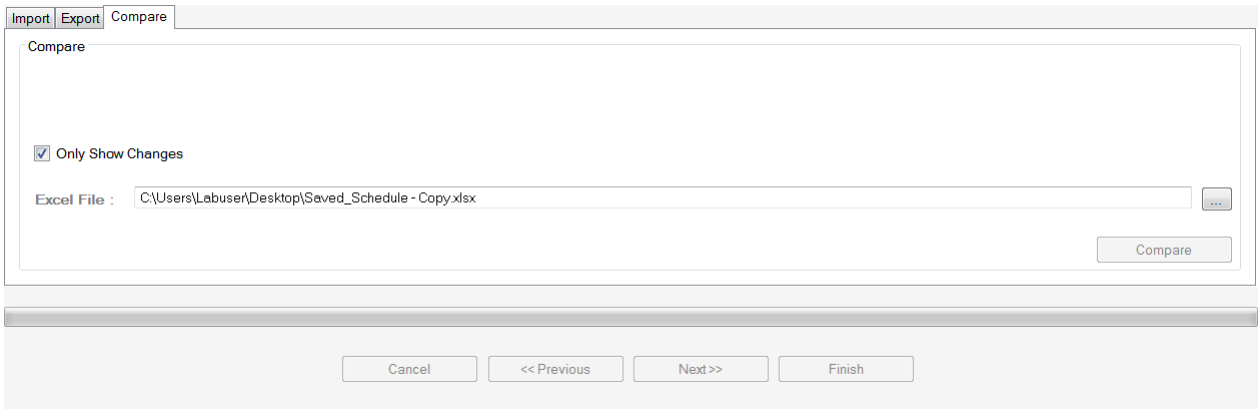 Import Export Compare
Compare
Only Show Changes
Excel File : C:\Users\Labuser\Desktop\Saved_Schedule - Copy.xlsx ...
Compare
Cancel << Previous Next >> Finish